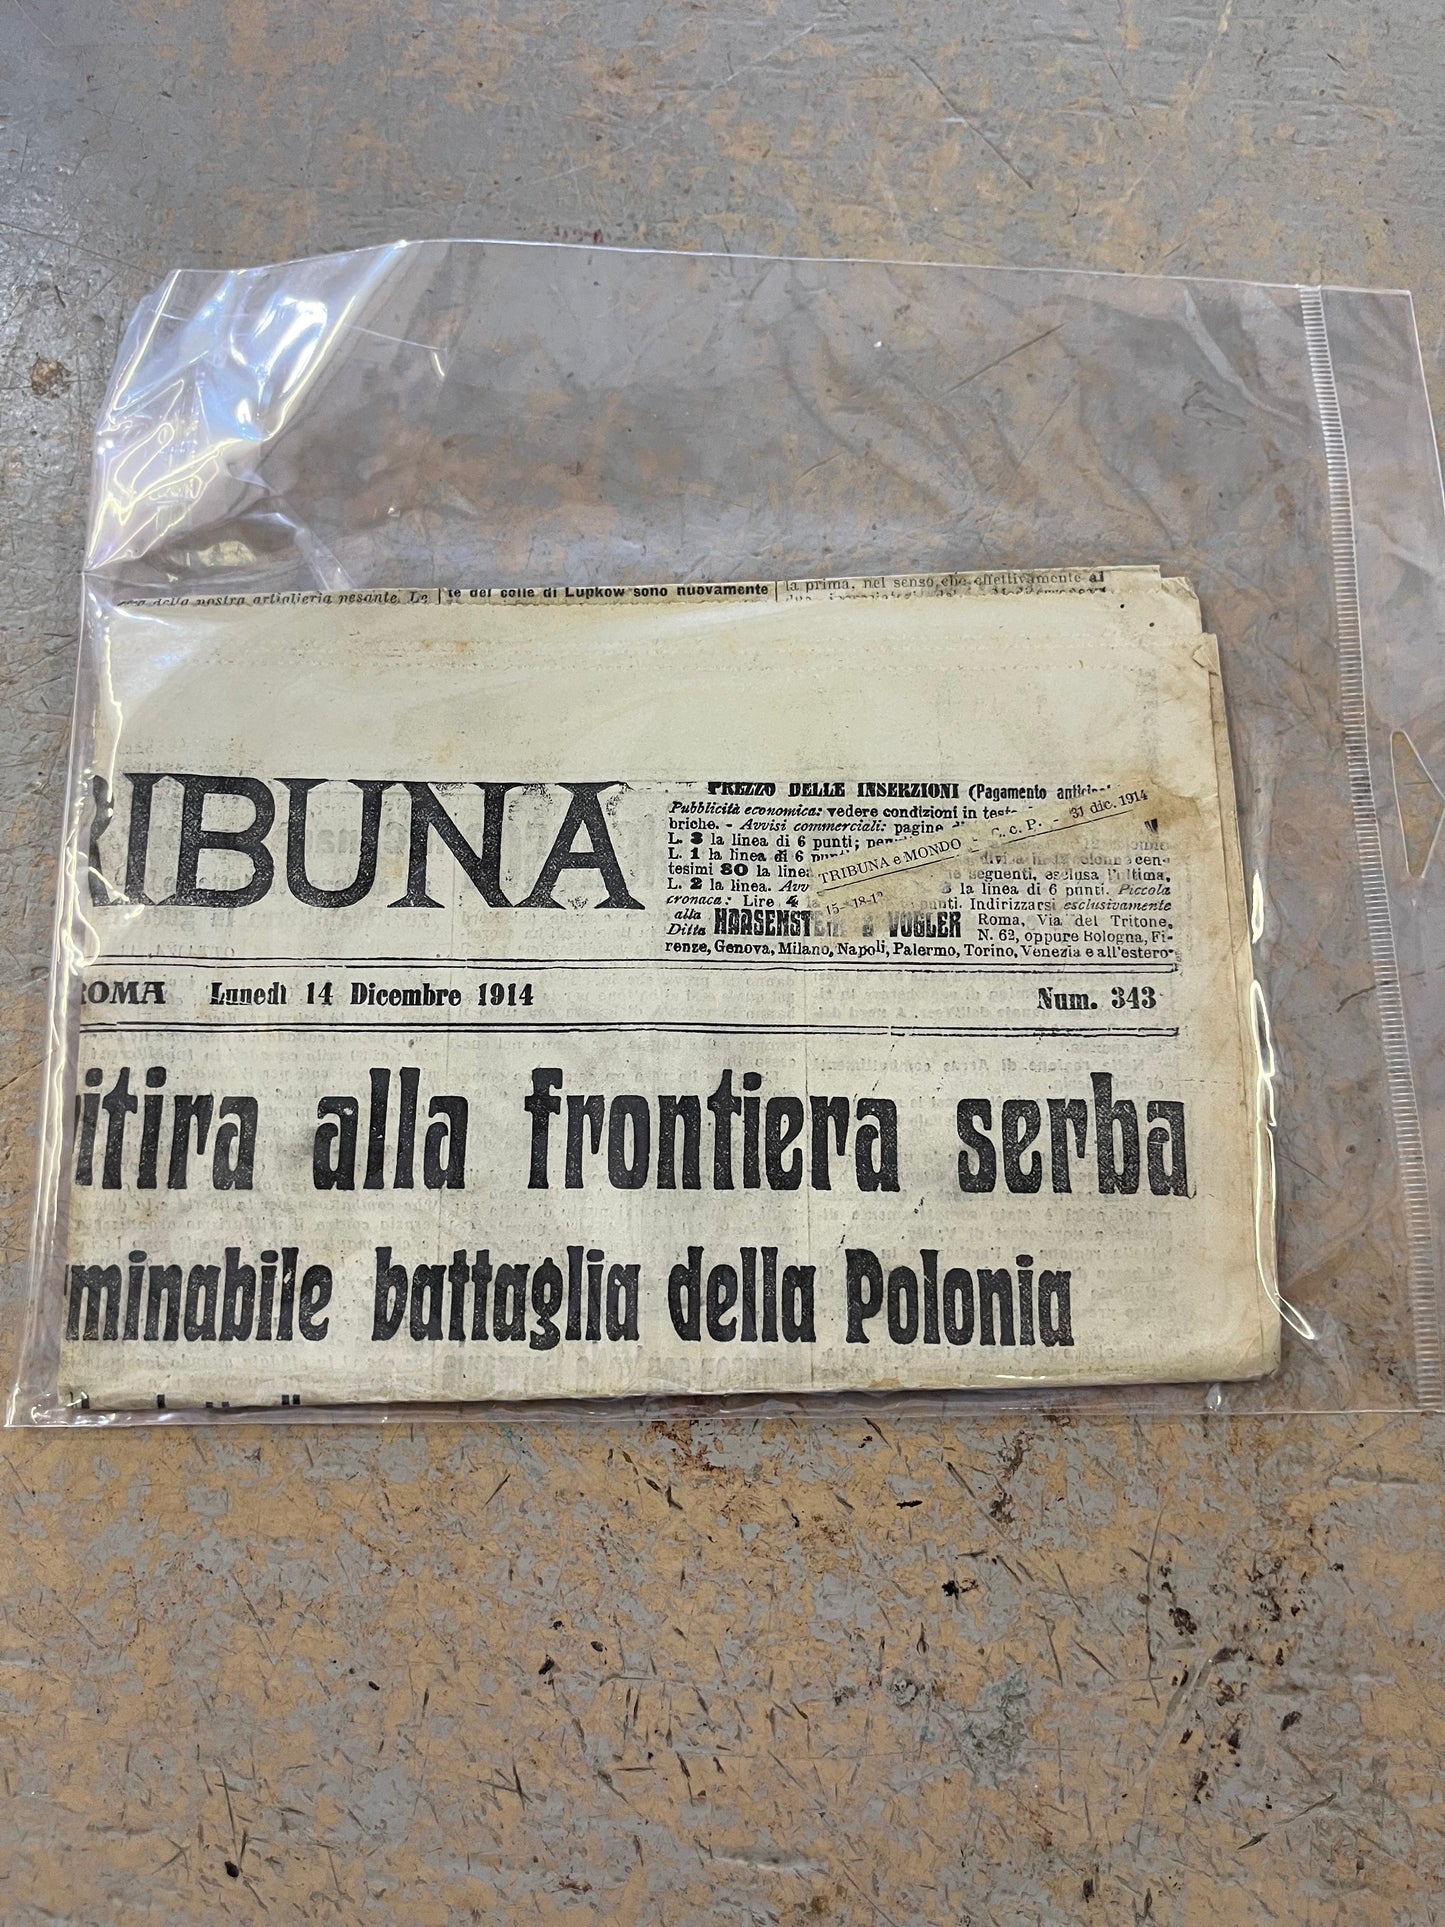 della nostra artiglieria pesante. Le
te del colle di Lupkow sono nuovamente
la prima, nel senso che effettivamente al
RIBUNA
PREZZO DELLE INSERZIONI (Pagamento
Pubblicità economica: vedere condizioni in
briche. - Avvisi commerciali: pagine
L. 3 la linea di 6 punti;
L. 1 la linea di 6
tesimi 80 la linea
seguenti, esclusa l'ultima,
L. 2 la linea.
3 la linea di 6 punti. Piccola
cronaca: Lire 4 la
punti. Indirizzarsi esclusivamente
alla Ditta HAASENSTEIN & VOGLER Roma, Via del Tritone,
N. 62, oppure Bologna, Fi-
renze, Genova, Milano, Napoli, Palermo, Torino, Venezia e all'estero
TRIBUNA e MONDO - C. c. P. - 31 dic. 1914
ROMA Lunedì 14 Dicembre 1914 Num. 343
itira alla frontiera serba
minabile battaglia della Polonia